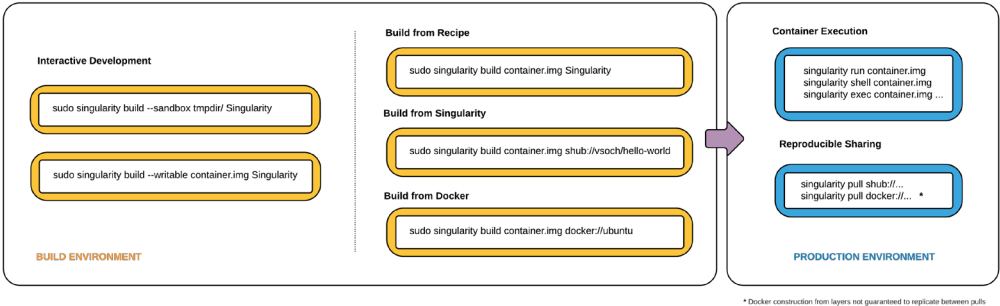 Interactive Development
sudo singularity build --sandbox tmpdir/ Singularity
sudo singularity build --writable container.img Singularity
BUILD ENVIRONMENT
Build from Recipe
sudo singularity build container.img Singularity
Build from Singularity
sudo singularity build container.img shub://vsoch/hello-world
Build from Docker
sudo singularity build container.img docker://ubuntu
Container Execution
singularity run container.img
singularity shell container.img
singularity exec container.img ...
Reproducible Sharing
singularity pull shub://...
singularity pull docker://... *
PRODUCTION ENVIRONMENT
* Docker construction from layers not guaranteed to replicate between pulls